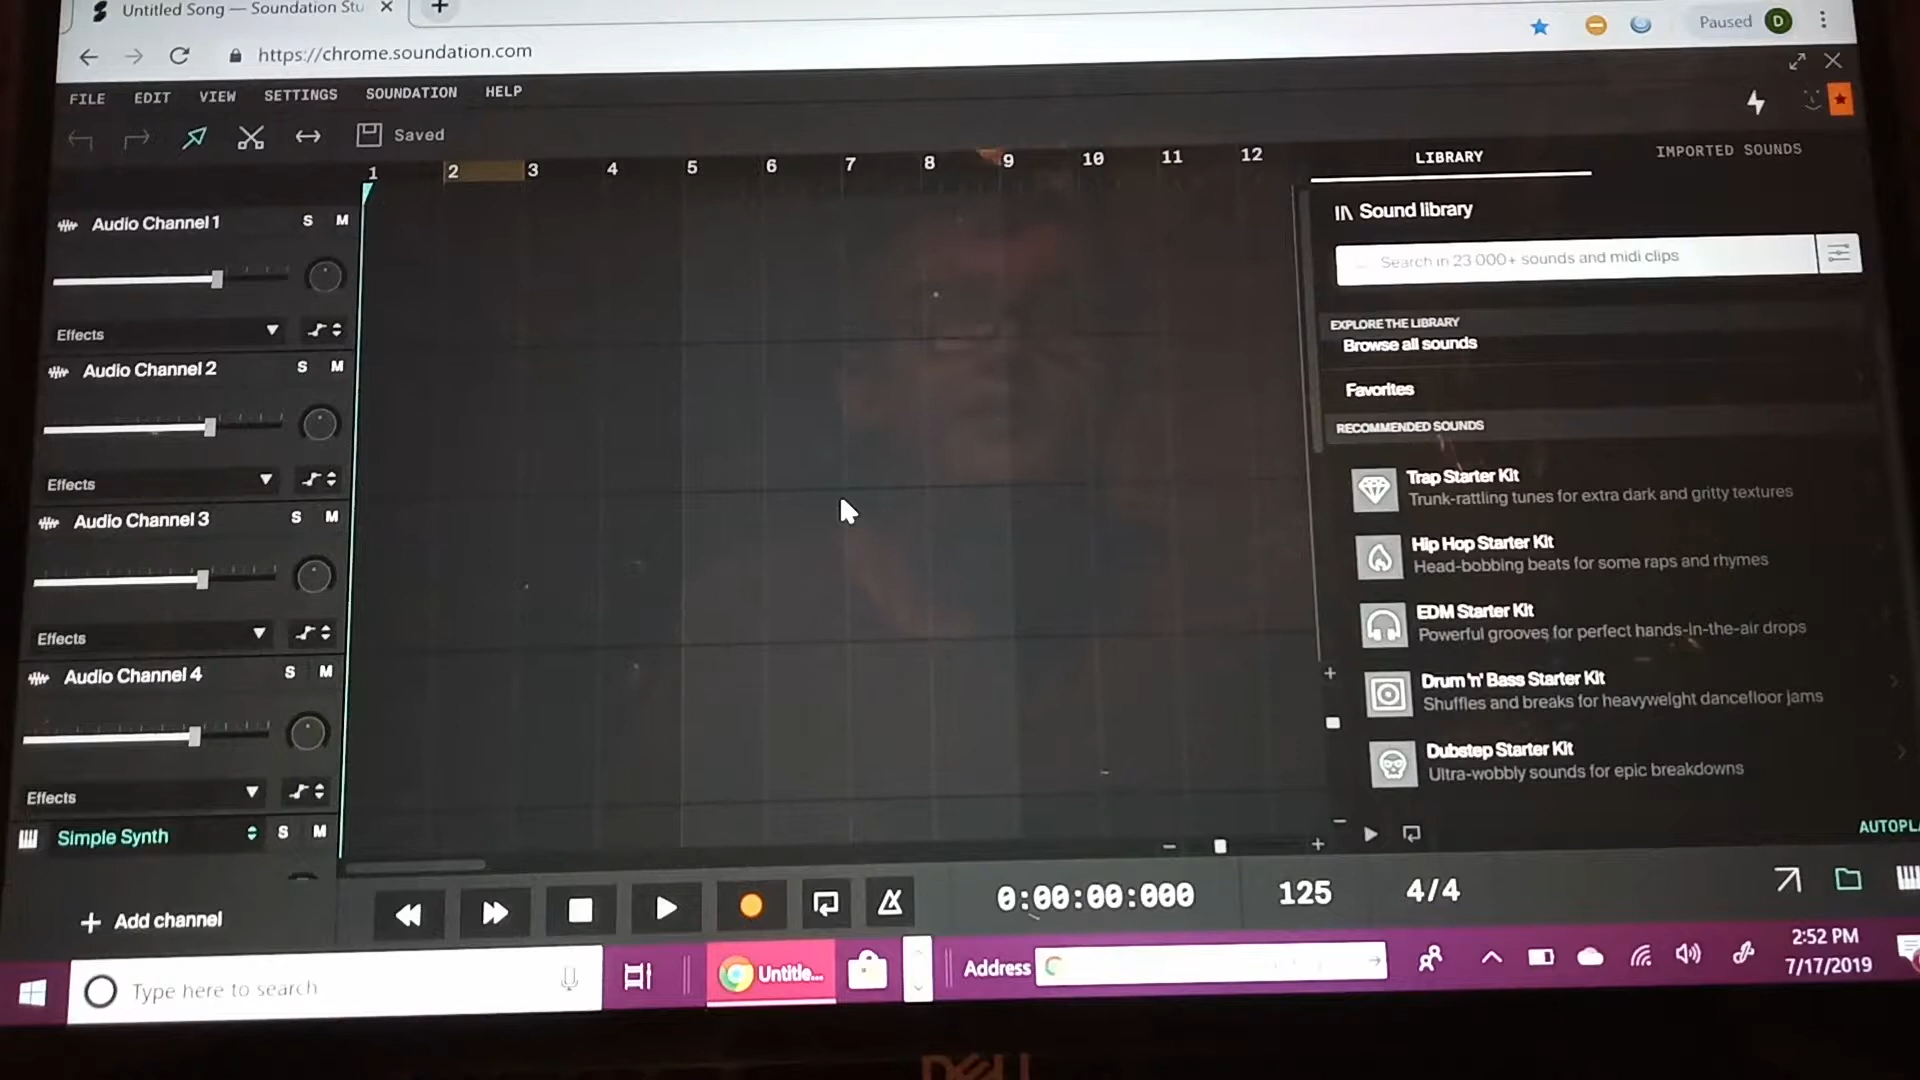 Untitled Song — Soundation Stu
Paused D
https://chrome.soundation.com
FILE EDIT VIEW SETTINGS SOUNDATION HELP
Saved
1 2 3 4 5 6 7 8 9 10 11 12
LIBRARY IMPORTED SOUNDS
Audio Channel 1 S M
Effects
Audio Channel 2 S M
Effects
Audio Channel 3 S M
Effects
Audio Channel 4 S M
Effects
Simple Synth S M
+ Add channel
Sound library
Search in 23 000+ sounds and midi clips
EXPLORE THE LIBRARY
Browse all sounds
Favorites
RECOMMENDED SOUNDS
Trap Starter Kit
Trunk-rattling tunes for extra dark and gritty textures
Hip Hop Starter Kit
Head-bobbing beats for some raps and rhymes
EDM Starter Kit
Powerful grooves for perfect hands-in-the-air drops
Drum 'n' Bass Starter Kit
Shuffles and breaks for heavyweight dancefloor jams
Dubstep Starter Kit
Ultra-wobbly sounds for epic breakdowns
AUTOPLA
0:00:00:000 125 4/4
Type here to search
Untitle...
Address
2:52 PM
7/17/2019
DELL